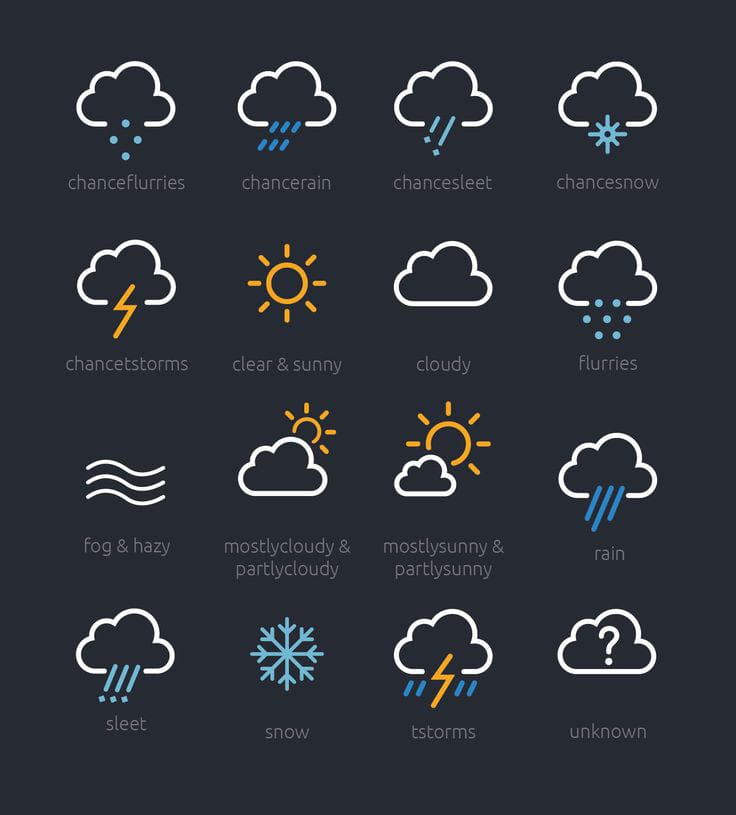 chanceflurries
chancerain
chancesleet
chancesnow
chancetstorms
clear & sunny
cloudy
flurries
fog & hazy
mostlycloudy &
partlycloudy
mostlysunny &
partlysunny
rain
sleet
snow
tstorms
?
unknown